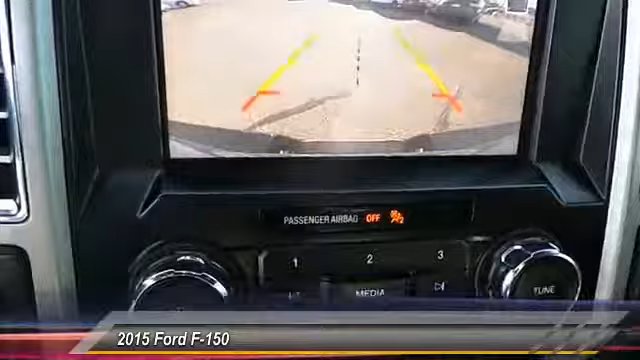 PASSENGER AIRBAG OFF
1 2 3
MEDIA
TUNE
2015 Ford F-150